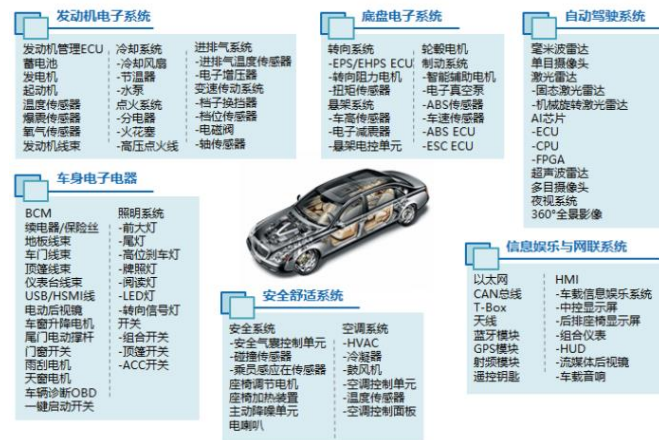 发动机电子系统
发动机管理ECU
蓄电池
发电机
起动机
温度传感器
爆震传感器
氧气传感器
发动机线束
冷却系统
-冷却风扇
-节温器
-水泵
点火系统
-分电器
-火花塞
-高压点火线
进排气系统
-进排气温度传感器
-电子增压器
变速传动系统
-档子换挡器
-档位传感器
-电磁阀
-轴传感器
底盘电子系统
转向系统
-EPS/EHPS ECU
-转向阻力电机
-扭矩传感器
悬架系统
-车高传感器
-电子减震器
-悬架电控单元
轮毂电机
制动系统
-智能辅助电机
-电子真空泵
-ABS传感器
-车速传感器
-ABS ECU
-ESC ECU
自动驾驶系统
毫米波雷达
单目摄像头
激光雷达
-固态激光雷达
-机械旋转激光雷达
AI芯片
-ECU
-CPU
-FPGA
超声波雷达
多目摄像头
夜视系统
360°全景影像
车身电子电器
BCM
续电器/保险丝
地板线束
车门线束
顶篷线束
仪表台线束
USB/HSMI线
电动后视镜
车窗升降电机
尾门电动撑杆
门窗开关
雨刮电机
天窗电机
车辆诊断OBD
一键启动开关
照明系统
-前大灯
-尾灯
-高位刹车灯
-牌照灯
-阅读灯
-LED灯
-转向信号灯
开关
-组合开关
-顶篷开关
-ACC开关
安全舒适系统
安全系统
-安全气囊控制单元
-碰撞传感器
-乘员感应在传感器
座椅调节电机
座椅加热装置
主动降噪单元
电喇叭
空调系统
-HVAC
-冷凝器
-鼓风机
-空调控制单元
-温度传感器
-空调控制面板
信息娱乐与网联系统
以太网
CAN总线
T-Box
天线
蓝牙模块
GPS模块
射频模块
遥控钥匙
HMI
-车载信息娱乐系统
-中控显示屏
-后排座椅显示屏
-组合仪表
-HUD
-流媒体后视镜
-车载音响